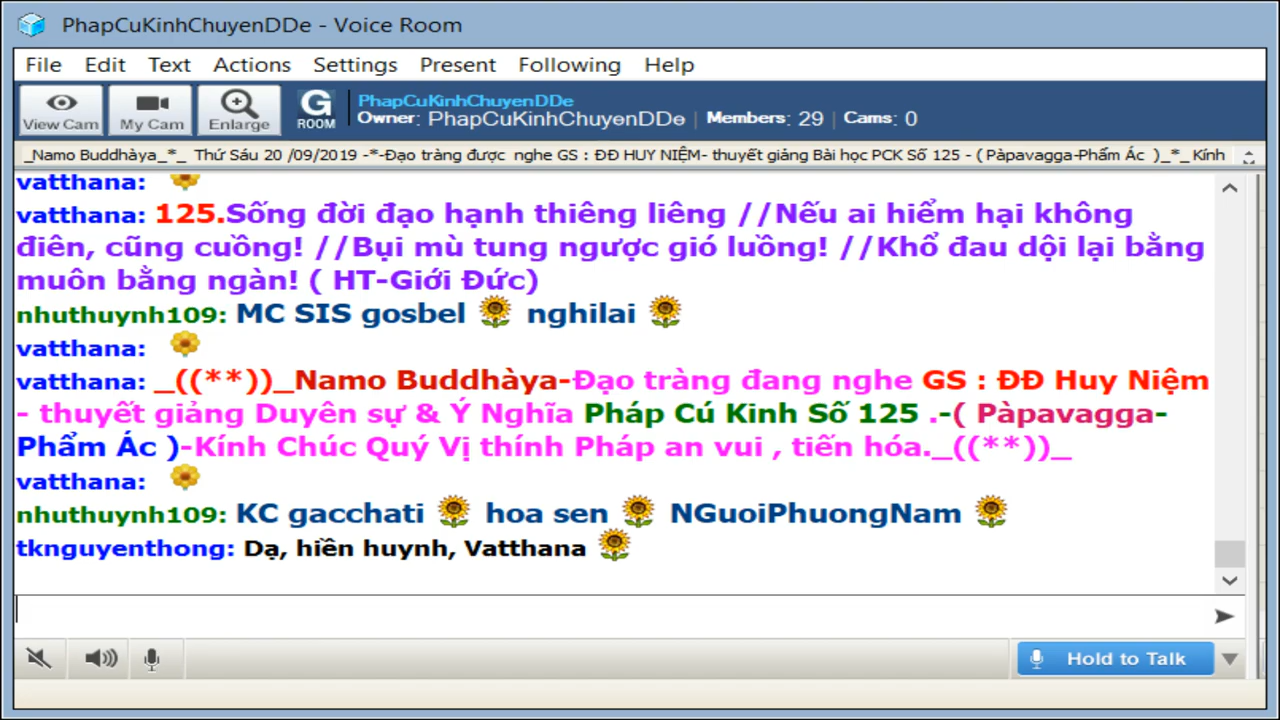 PhapCuKinhChuyenDDe - Voice Room
File Edit Text Actions Settings Present Following Help
View Cam My Cam Enlarge G ROOM
PhapCuKinhChuyenDDe
Owner: PhapCuKinhChuyenDDe | Members: 29 | Cams: 0
_Namo Buddhàya_*_ Thứ Sáu 20 /09/2019 -*-Đạo tràng được nghe GS : ĐĐ HUY NIỆM- thuyết giảng Bài học PCK Số 125 - ( Pàpavagga-Phẩm Ác )_*_ Kính
vatthana:
vatthana: 125.Sống đời đạo hạnh thiêng liêng //Nếu ai hiểm hại không
điên, cũng cuồng! //Bụi mù tung ngược gió luồng! //Khổ đau dội lại bằng
muôn bằng ngàn! ( HT-Giới Đức)
nhuthuynh109: MC SIS gosbel nghilai
vatthana:
vatthana: _((**))_Namo Buddhàya-Đạo tràng đang nghe GS : ĐĐ Huy Niệm
- thuyết giảng Duyên sự & Ý Nghĩa Pháp Cú Kinh Số 125 .-( Pàpavagga-
Phẩm Ác )-Kính Chúc Quý Vị thính Pháp an vui , tiến hóa._((**))_
vatthana:
nhuthuynh109: KC gacchati hoa sen NGuoiPhuongNam
tknguyenthong: Dạ, hiền huynh, Vatthana
Hold to Talk